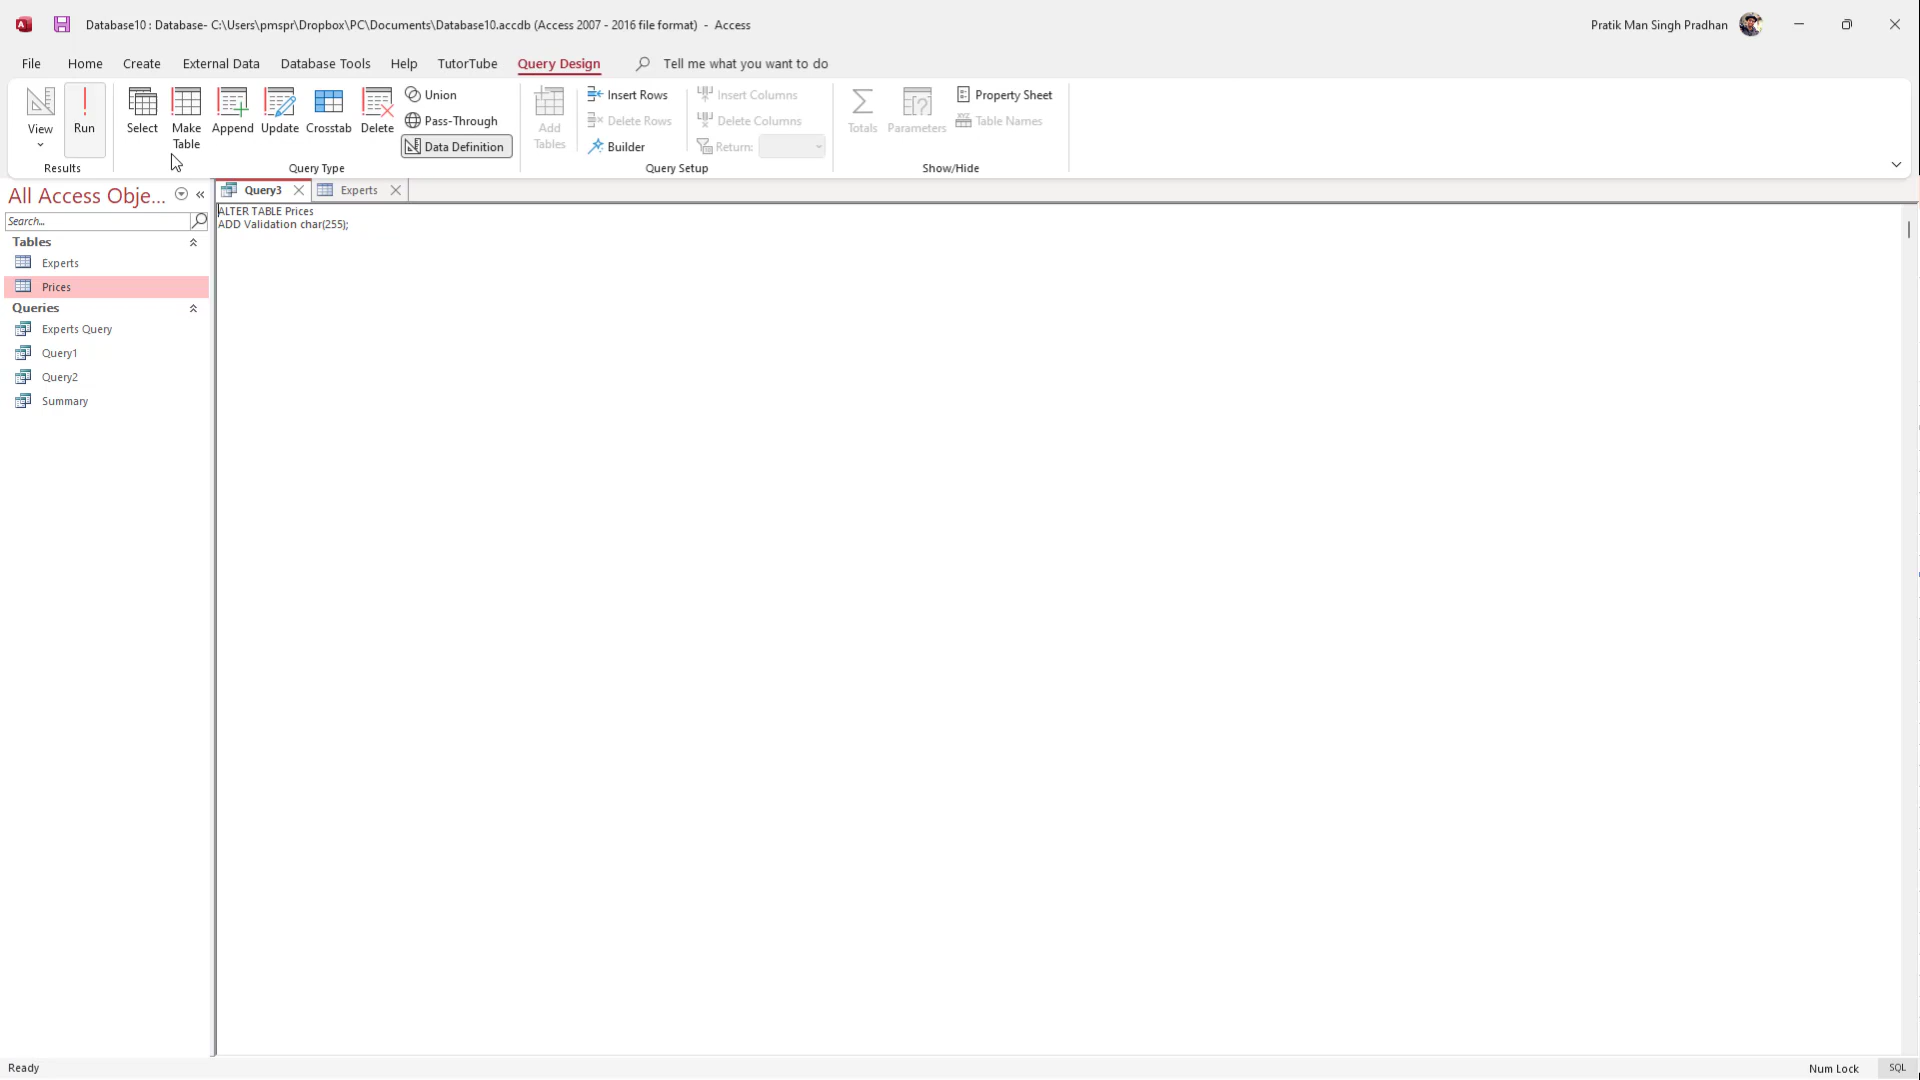 Database10 : Database- C:\Users\pmspr\Dropbox\PC\Documents\Database10.accdb (Access 2007 - 2016 file format) - Access
Pratik Man Singh Pradhan
File Home Create External Data Database Tools Help TutorTube Query Design Tell me what you want to do
View
Run
Results
Select
Make
Table
Append
Update
Crosstab
Delete
Union
Pass-Through
Data Definition
Query Type
Add
Tables
Insert Rows
Delete Rows
Builder
Insert Columns
Delete Columns
Return:
Query Setup
Totals
Parameters
Property Sheet
Table Names
Show/Hide
All Access Obje...
Search...
Tables
Experts
Prices
Queries
Experts Query
Query1
Query2
Summary
Query3
Experts
ALTER TABLE Prices
ADD Validation char(255);
Ready
Num Lock
SQL